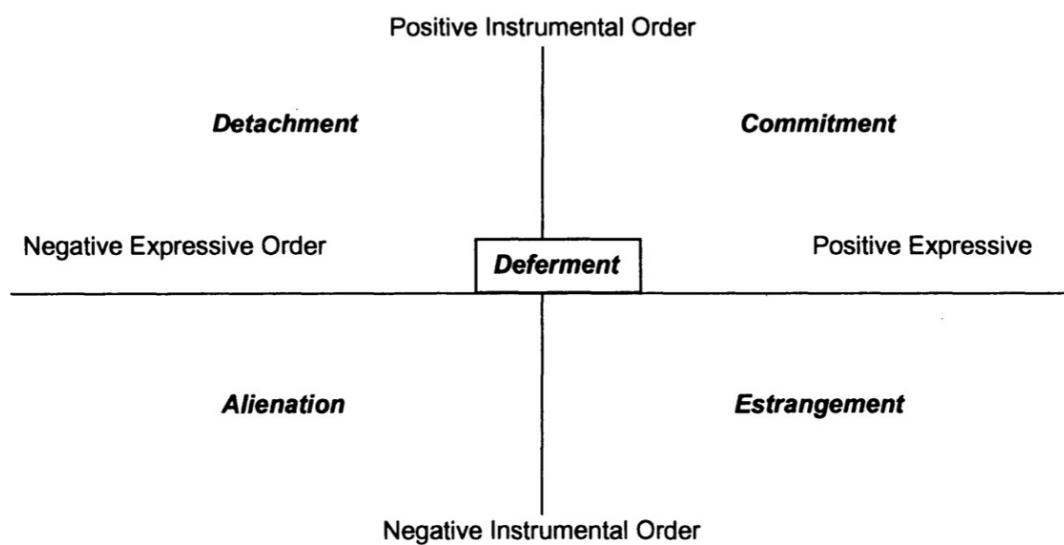 Positive Instrumental Order
Detachment
Commitment
Negative Expressive Order
Positive Expressive
Deferment
Alienation
Estrangement
Negative Instrumental Order